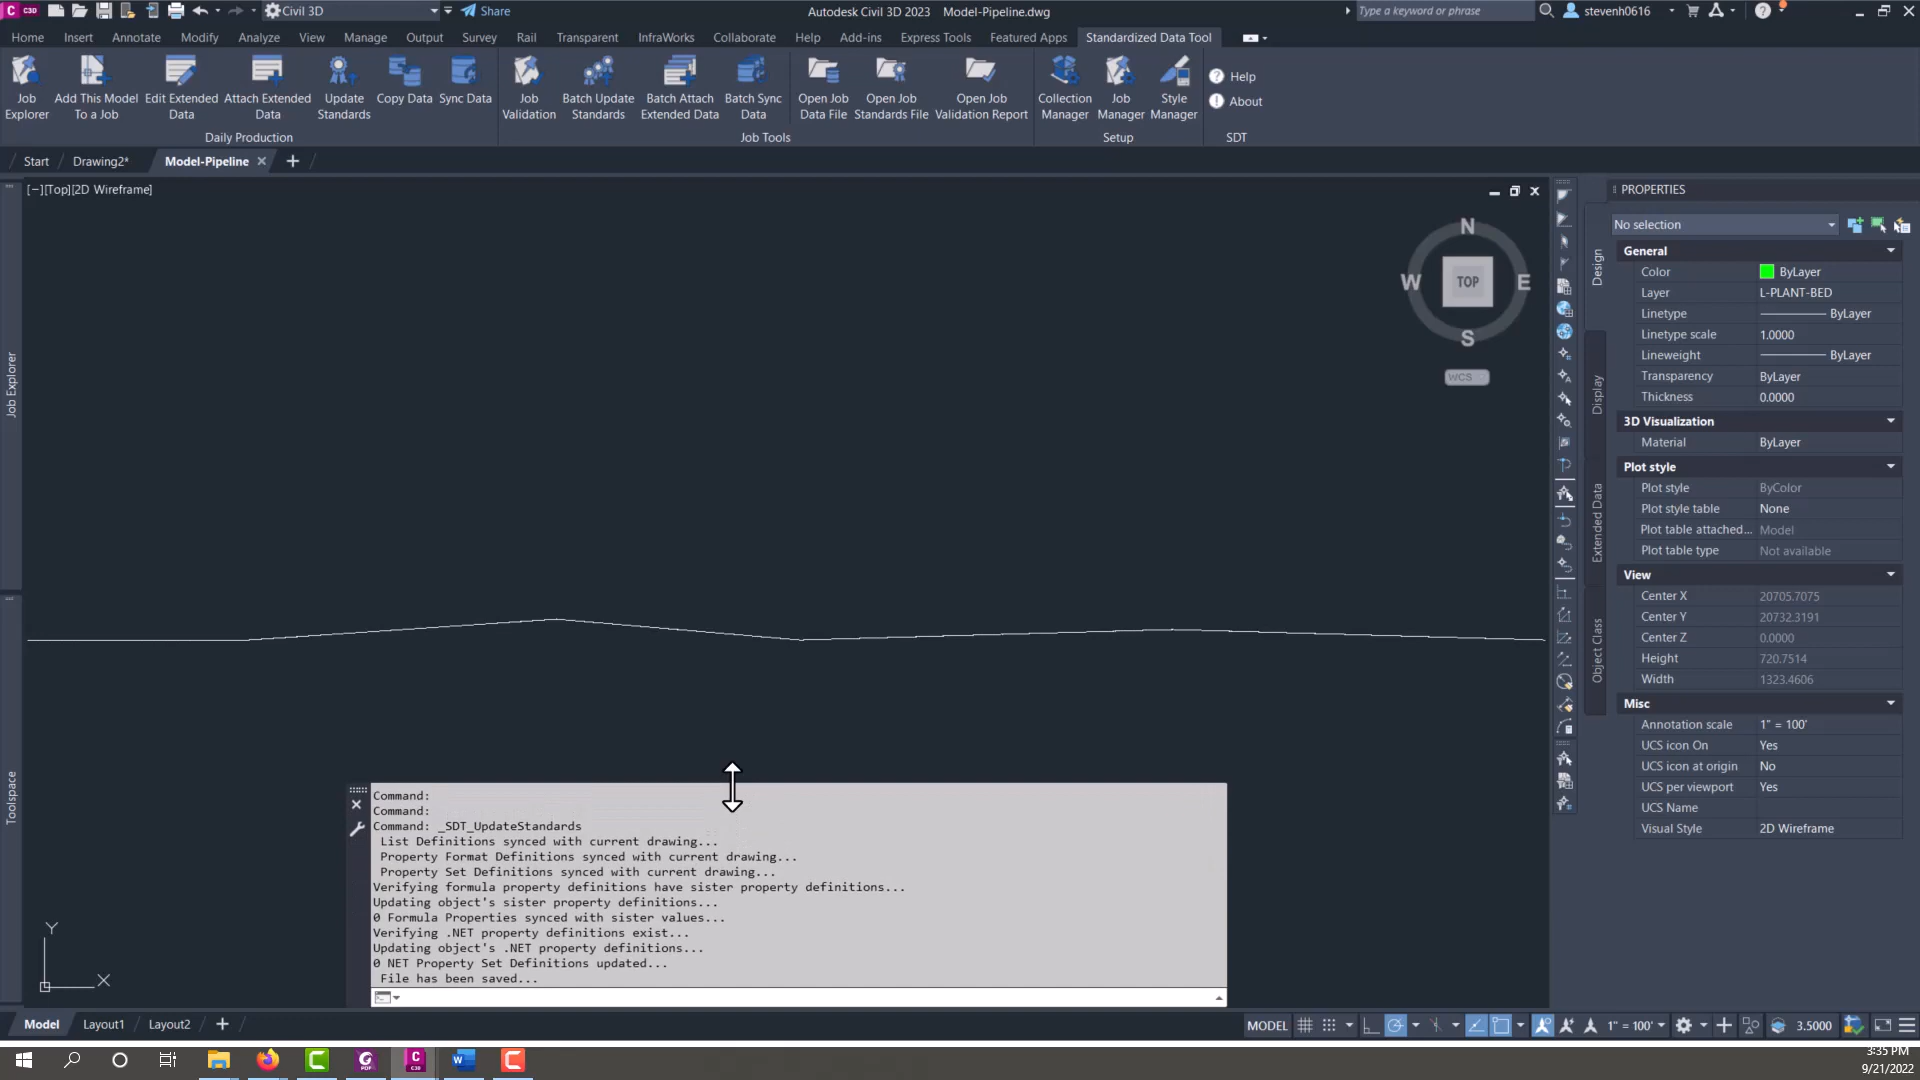 C3D Civil 3D Share Autodesk Civil 3D 2023 Model-Pipeline.dwg Type a keyword or phrase stevenh0616
Home Insert Annotate Modify Analyze View Manage Output Survey Rail Transparent InfraWorks Collaborate Help Add-ins Express Tools Featured Apps Standardized Data Tool
Job Explorer
Add This Model To a Job
Edit Extended Data
Attach Extended Data
Update Standards
Copy Data
Sync Data
Job Validation
Batch Update Standards
Batch Attach Extended Data
Batch Sync Data
Open Job Data File
Open Job Standards File
Open Job Validation Report
Collection Manager
Job Manager
Style Manager
Help
About
Daily Production Job Tools Setup SDT
Start Drawing2* Model-Pipeline
[−][Top][2D Wireframe]
Job Explorer
Toolspace
N
W TOP E
S
WCS
PROPERTIES
No selection
Design
Display
Extended Data
Object Class
General
Color ByLayer
Layer L-PLANT-BED
Linetype ByLayer
Linetype scale 1.0000
Lineweight ByLayer
Transparency ByLayer
Thickness 0.0000
3D Visualization
Material ByLayer
Plot style
Plot style ByColor
Plot style table None
Plot table attached... Model
Plot table type Not available
View
Center X 20705.7075
Center Y 20732.3191
Center Z 0.0000
Height 720.7514
Width 1323.4606
Misc
Annotation scale 1" = 100'
UCS icon On Yes
UCS icon at origin No
UCS per viewport Yes
UCS Name
Visual Style 2D Wireframe
Command:
Command:
Command: _SDT_UpdateStandards
List Definitions synced with current drawing...
Property Format Definitions synced with current drawing...
Property Set Definitions synced with current drawing...
Verifying formula property definitions have sister property definitions...
Updating object's sister property definitions...
0 Formula Properties synced with sister values...
Verifying .NET property definitions exist...
Updating object's .NET property definitions...
0 NET Property Set Definitions updated...
File has been saved...
Y
X
Model Layout1 Layout2
MODEL 1" = 100' 3.5000
3:35 PM
9/21/2022